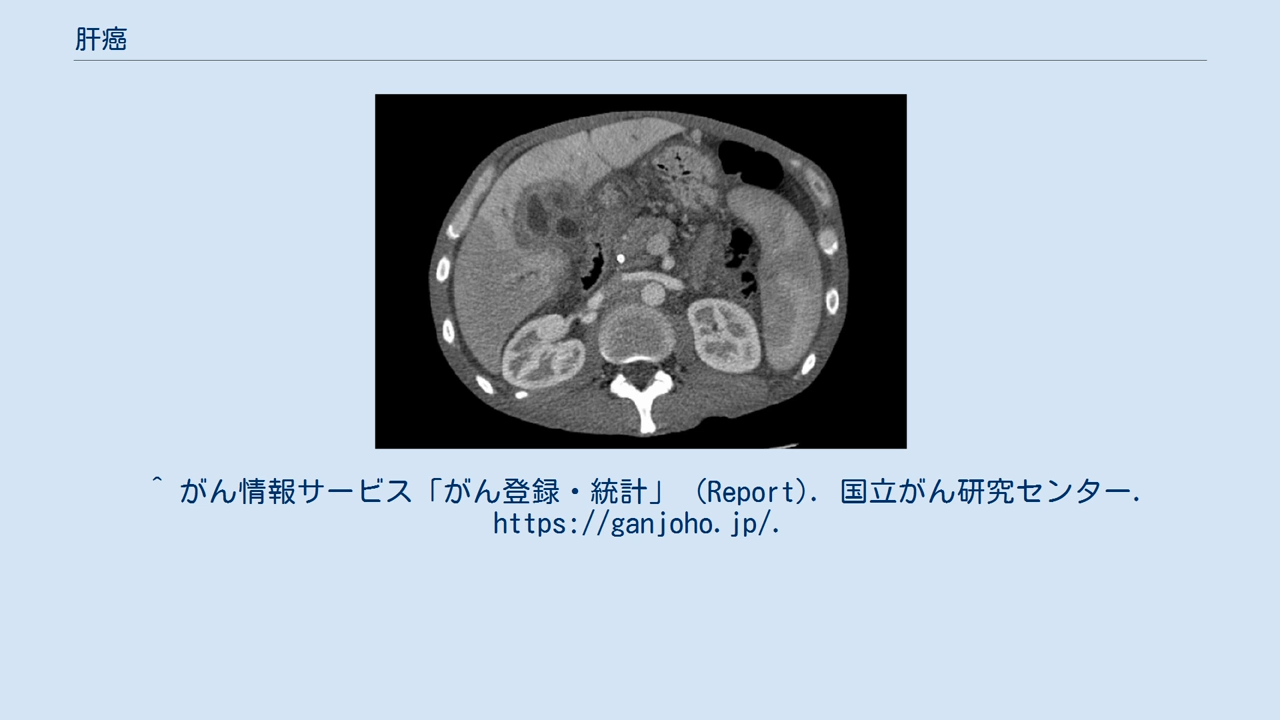 肝癌
^ がん情報サービス「がん登録・統計」 (Report). 国立がん研究センター.
https://ganjoho.jp/.